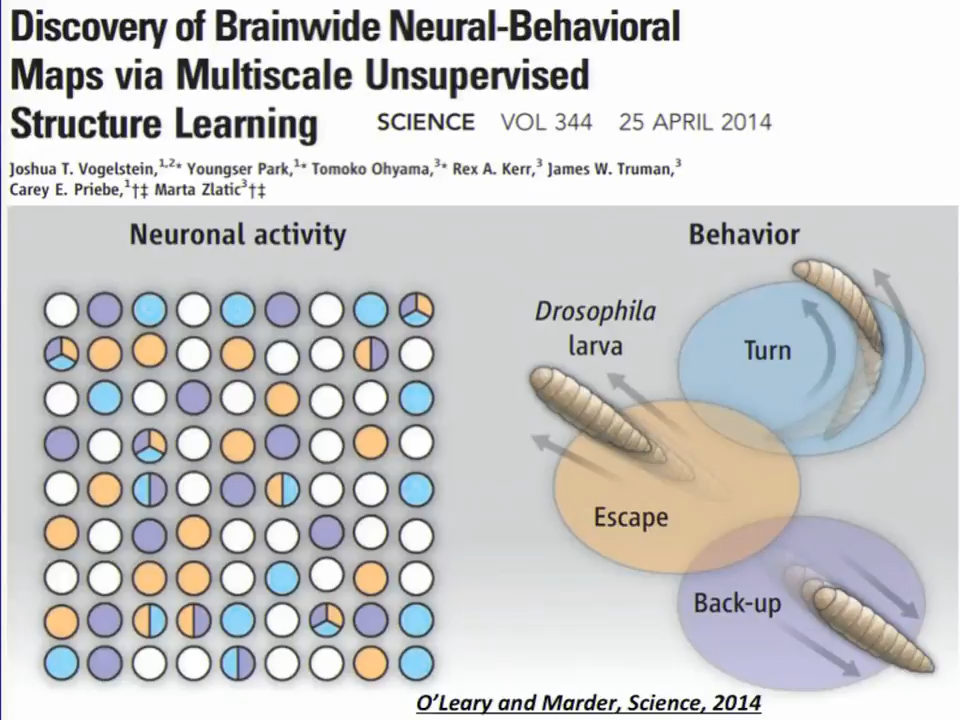 Discovery of Brainwide Neural-Behavioral
Maps via Multiscale Unsupervised
Structure Learning SCIENCE VOL 344 25 APRIL 2014
Joshua T. Vogelstein,1,2* Youngser Park,1* Tomoko Ohyama,3* Rex A. Kerr,3 James W. Truman,3
Carey E. Priebe,1†‡ Marta Zlatic3†‡
Neuronal activity
Behavior
Drosophila
larva
Turn
Escape
Back-up
O'Leary and Marder, Science, 2014